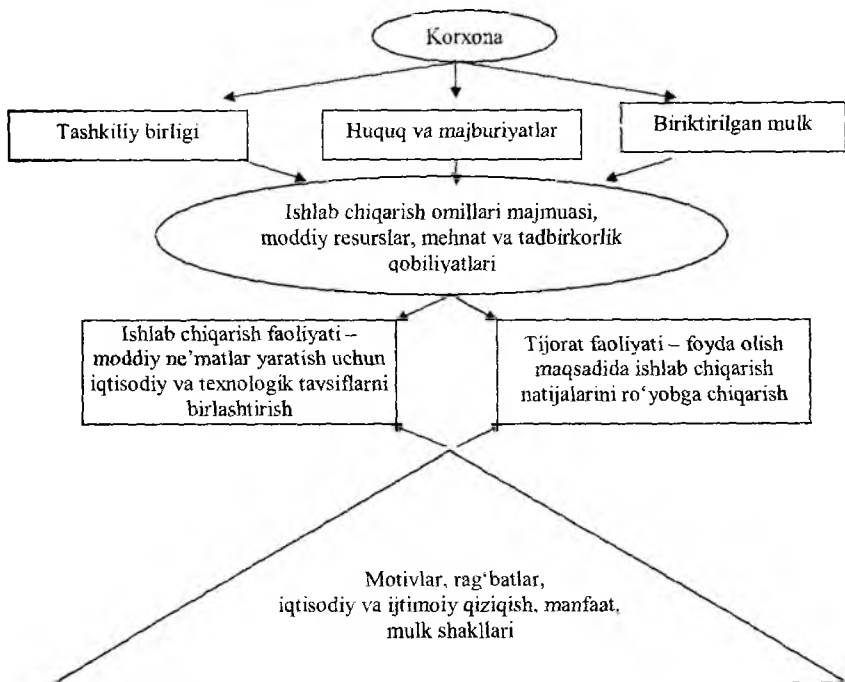 Korxona
Tashkiliy birligi
Huquq va majburiyatlar
Biriktirilgan mulk
Ishlab chiqarish omillari majmuasi,
moddiy resurslar, mehnat va tadbirkorlik
qobiliyatlari
Ishlab chiqarish faoliyati –
moddiy ne’matlar yaratish uchun
iqtisodiy va texnologik tavsiflarni
birlashtirish
Tijorat faoliyati – foyda olish
maqsadida ishlab chiqarish
natijalarini ro‘yobga chiqarish
Motivlar, rag‘batlar,
iqtisodiy va ijtimoiy qiziqish, manfaat,
mulk shakllari